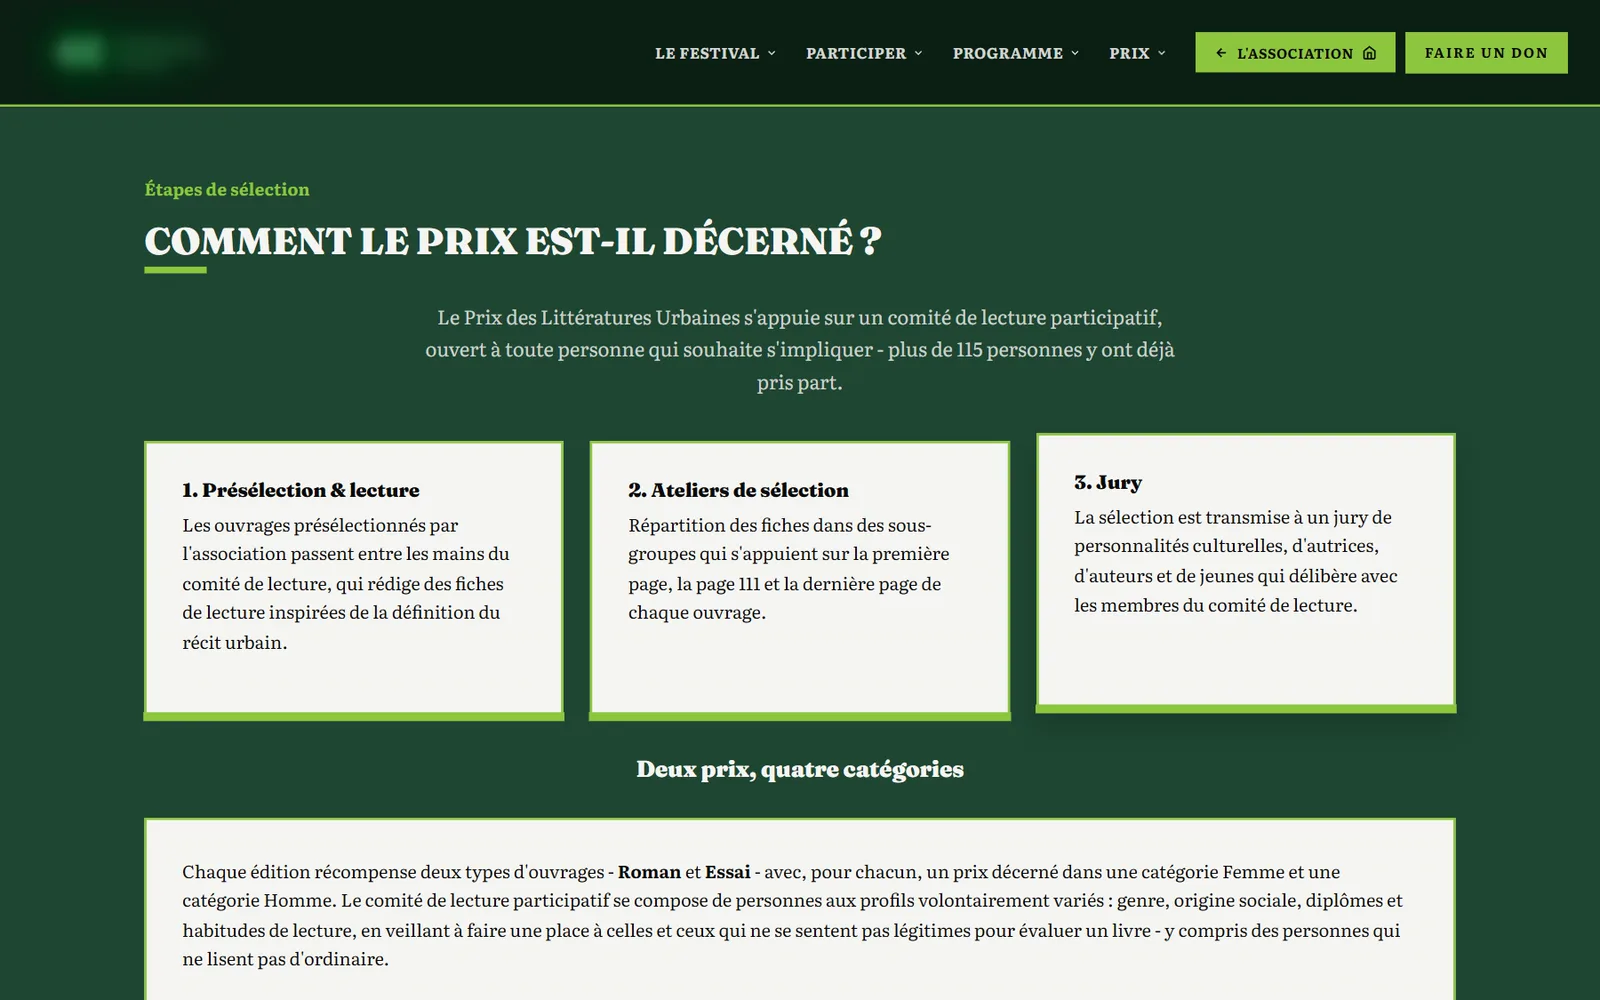 LE FESTIVAL PARTICIPER PROGRAMME PRIX L'ASSOCIATION FAIRE UN DON
Étapes de sélection
COMMENT LE PRIX EST-IL DÉCERNÉ ?
Le Prix des Littératures Urbaines s'appuie sur un comité de lecture participatif,
ouvert à toute personne qui souhaite s'impliquer - plus de 115 personnes y ont déjà
pris part.
1. Présélection & lecture
Les ouvrages présélectionnés par
l'association passent entre les mains du
comité de lecture, qui rédige des fiches
de lecture inspirées de la définition du
récit urbain.
2. Ateliers de sélection
Répartition des fiches dans des sous-
groupes qui s'appuient sur la première
page, la page 111 et la dernière page de
chaque ouvrage.
3. Jury
La sélection est transmise à un jury de
personnalités culturelles, d'autrices,
d'auteurs et de jeunes qui délibère avec
les membres du comité de lecture.
Deux prix, quatre catégories
Chaque édition récompense deux types d'ouvrages - Roman et Essai - avec, pour chacun, un prix décerné dans une catégorie Femme et une
catégorie Homme. Le comité de lecture participatif se compose de personnes aux profils volontairement variés : genre, origine sociale, diplômes et
habitudes de lecture, en veillant à faire une place à celles et ceux qui ne se sentent pas légitimes pour évaluer un livre - y compris des personnes qui
ne lisent pas d'ordinaire.